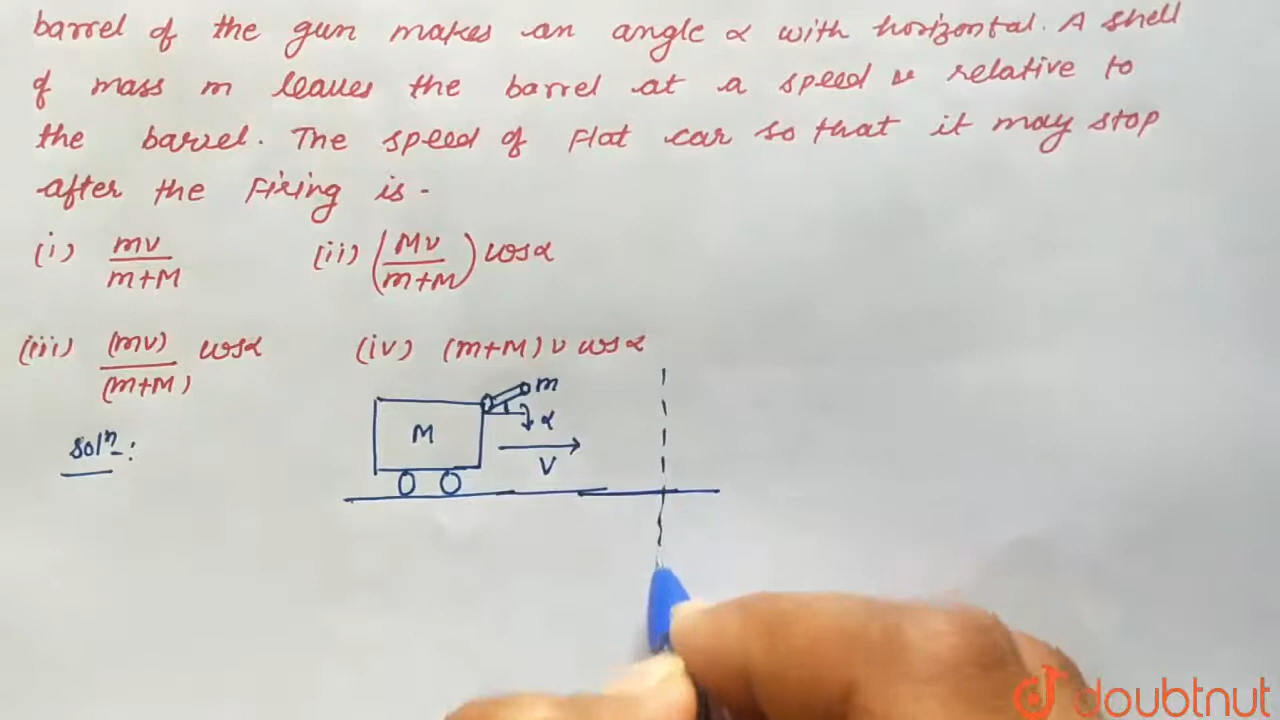 barrel of the gun makes an angle α with horizontal. A shell
of mass m leaves the barrel at a speed v relative to
the barrel. The speed of Flat car so that it may stop
after the Firing is -
(i) mv/m+M (ii) (Mv/m+M) cosα
(iii) (mv)/(m+M) cosα (iv) (m+M) v cosα
m
α
M
Solⁿ:
V
doubtnut